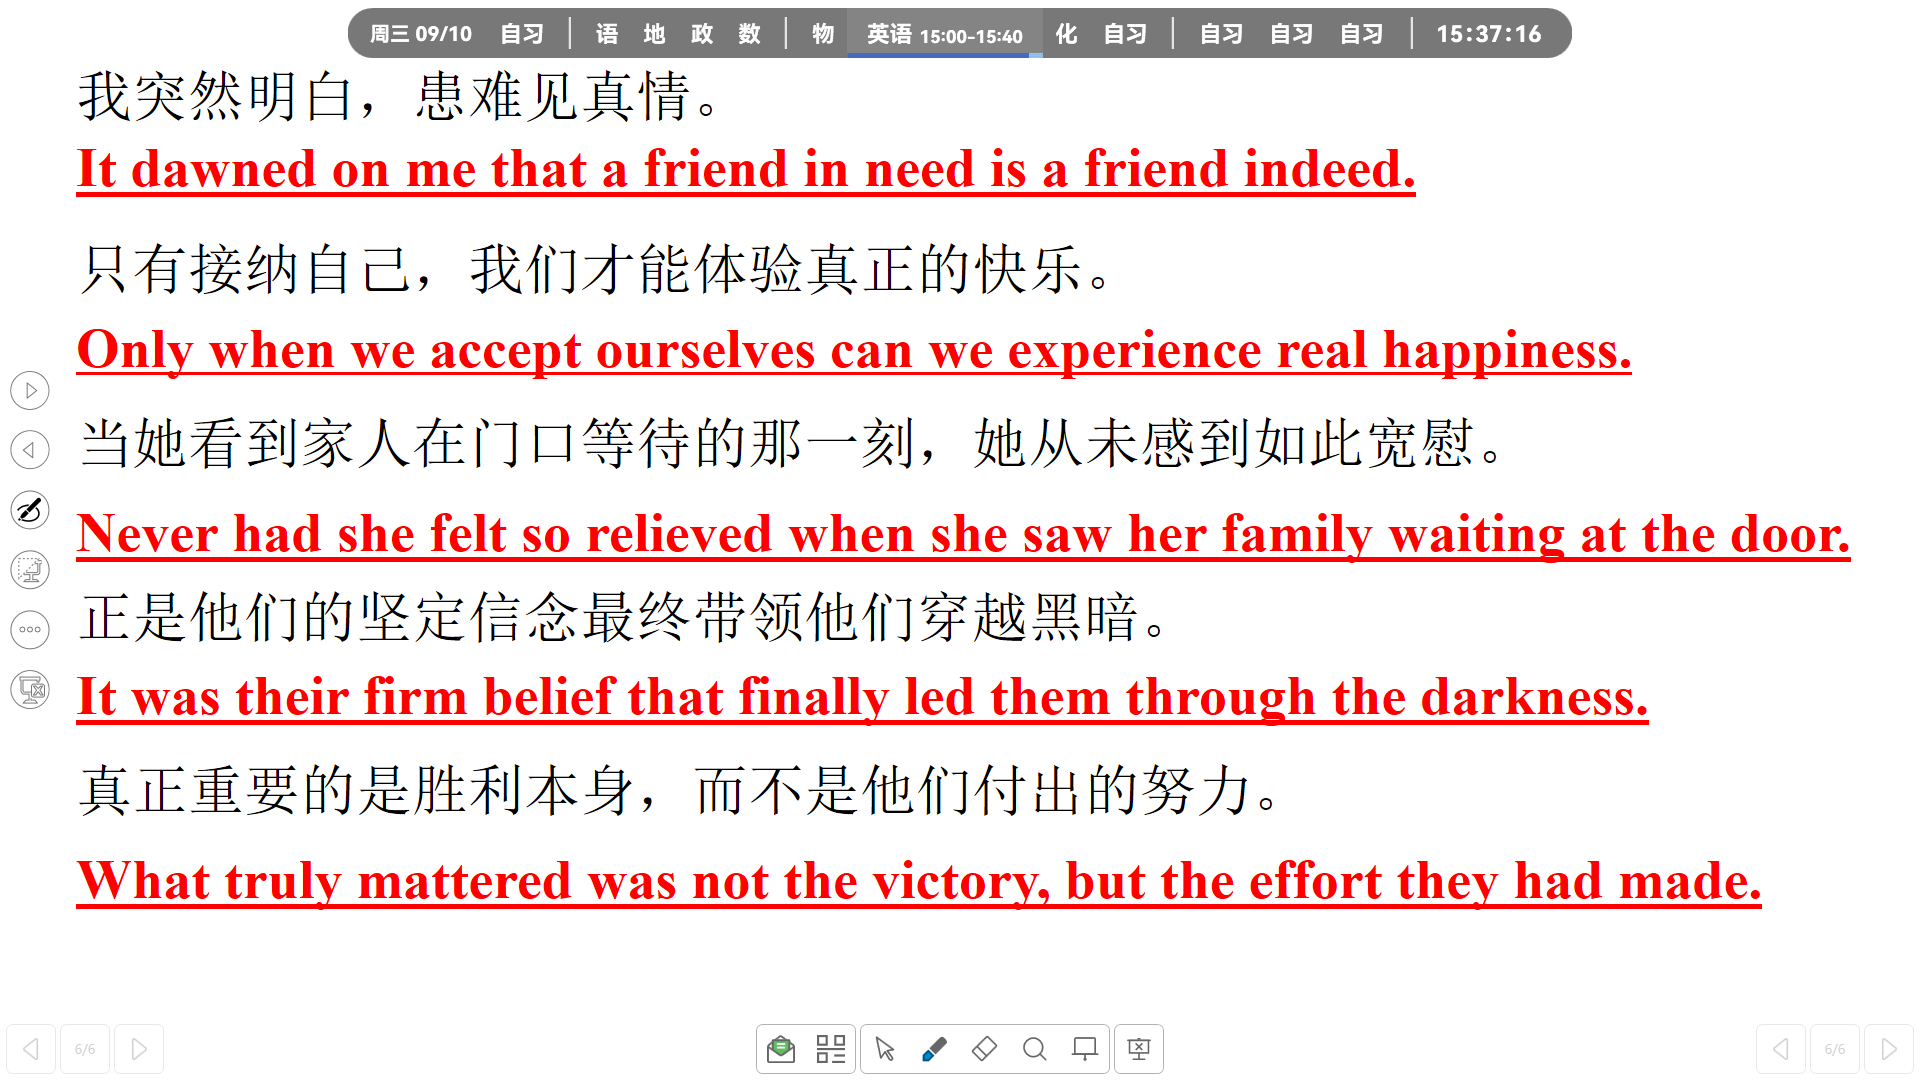 周三 09/10 自习 语 地 政 数 物 英语 15:00-15:40 化 自习 自习 自习 自习 15:37:16
我突然明白，患难见真情。
It dawned on me that a friend in need is a friend indeed.
只有接纳自己，我们才能体验真正的快乐。
Only when we accept ourselves can we experience real happiness.
当她看到家人在门口等待的那一刻，她从未感到如此宽慰。
Never had she felt so relieved when she saw her family waiting at the door.
正是他们的坚定信念最终带领他们穿越黑暗。
It was their firm belief that finally led them through the darkness.
真正重要的是胜利本身，而不是他们付出的努力。
What truly mattered was not the victory, but the effort they had made.
6/6 6/6